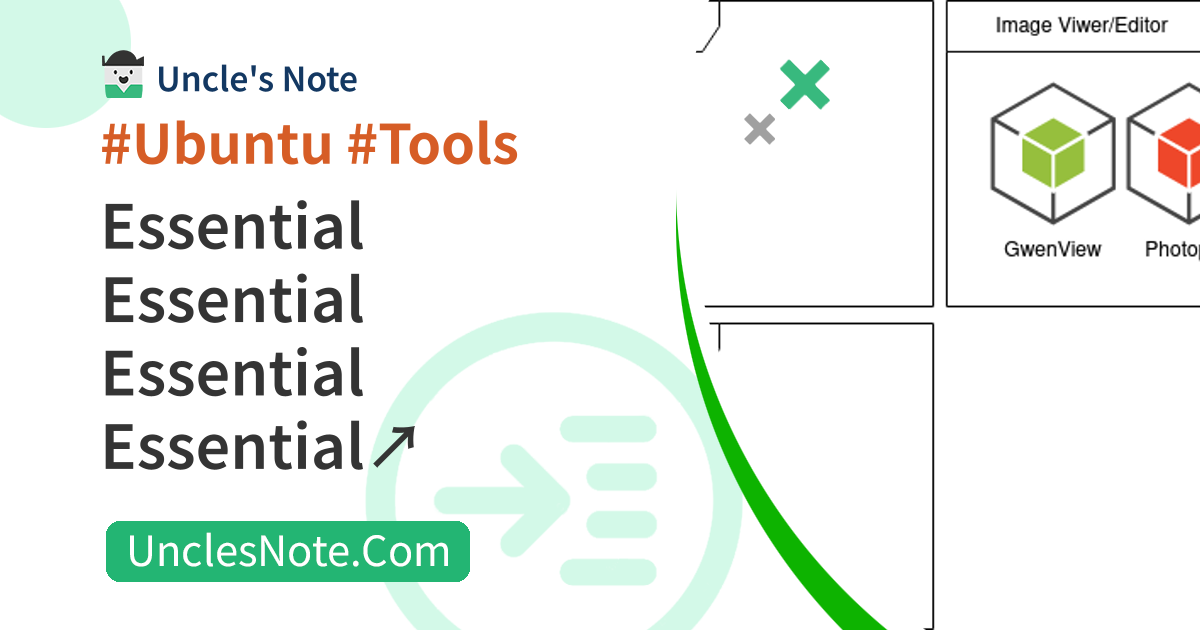 Uncle's Note
#Ubuntu #Tools
Essential
Essential
Essential
Essential↗
UnclesNote.Com
Image Viwer/Editor
GwenView